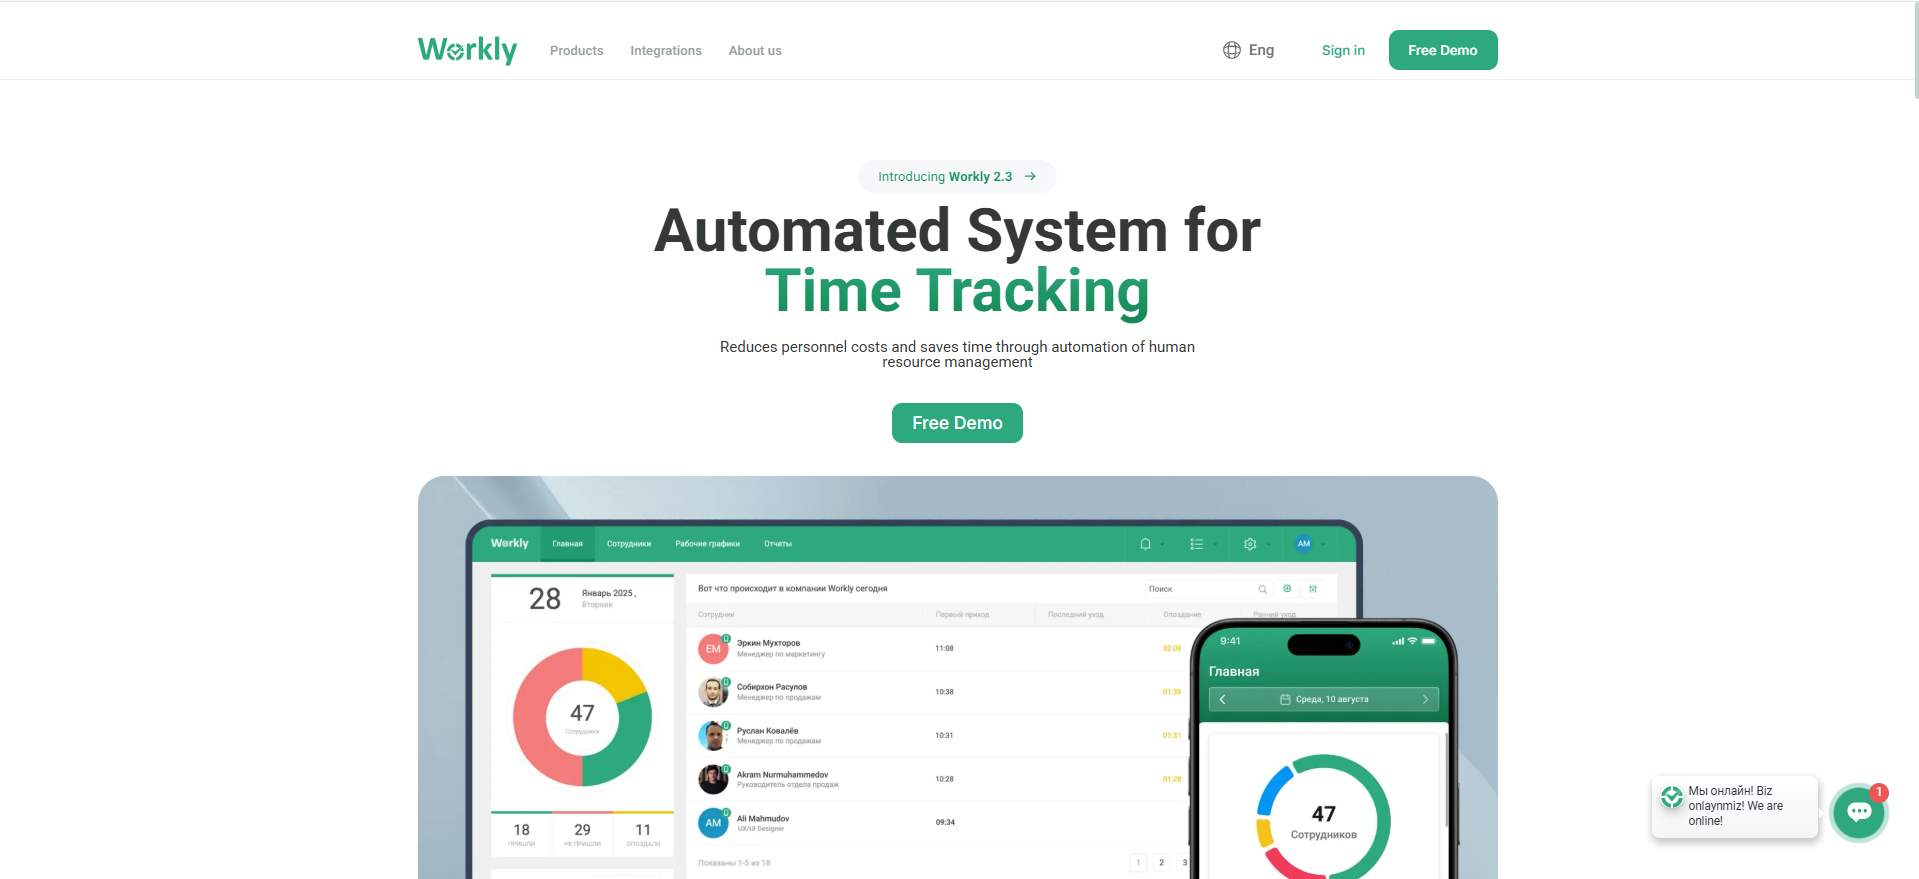 Workly
Products
Integrations
About us
Eng
Sign in
Free Demo
Introducing Workly 2.3 →
Automated System for
Time Tracking
Reduces personnel costs and saves time through automation of human
resource management
Free Demo
Workly
Главная
Сотрудники
Рабочие графики
Отчеты
AM
28
Январь 2025 ,
Вторник
47
Сотрудники
18
ПРИШЛИ
29
НЕ ПРИШЛИ
11
ОПОЗДАЛИ
Вот что происходит в компании Workly сегодня
Поиск
Сотрудник
Первый приход
Последний уход
Опоздание
Ранний уход
EM
Эркин Мухторов
Менеджер по маркетингу
11:08
02:08
Собирхон Расулов
Менеджер по продажам
10:38
01:38
Руслан Ковалёв
Менеджер по продажам
10:31
01:31
Akram Nurmuhammedov
Руководитель отдела продаж
10:28
01:28
AM
Ali Mahmudov
UX/UI Designer
09:34
Показаны 1-5 из 18
1
2
3
9:41
Главная
Среда, 10 августа
47
Сотрудников
Мы онлайн! Biz
onlaynmiz! We are
online!
1